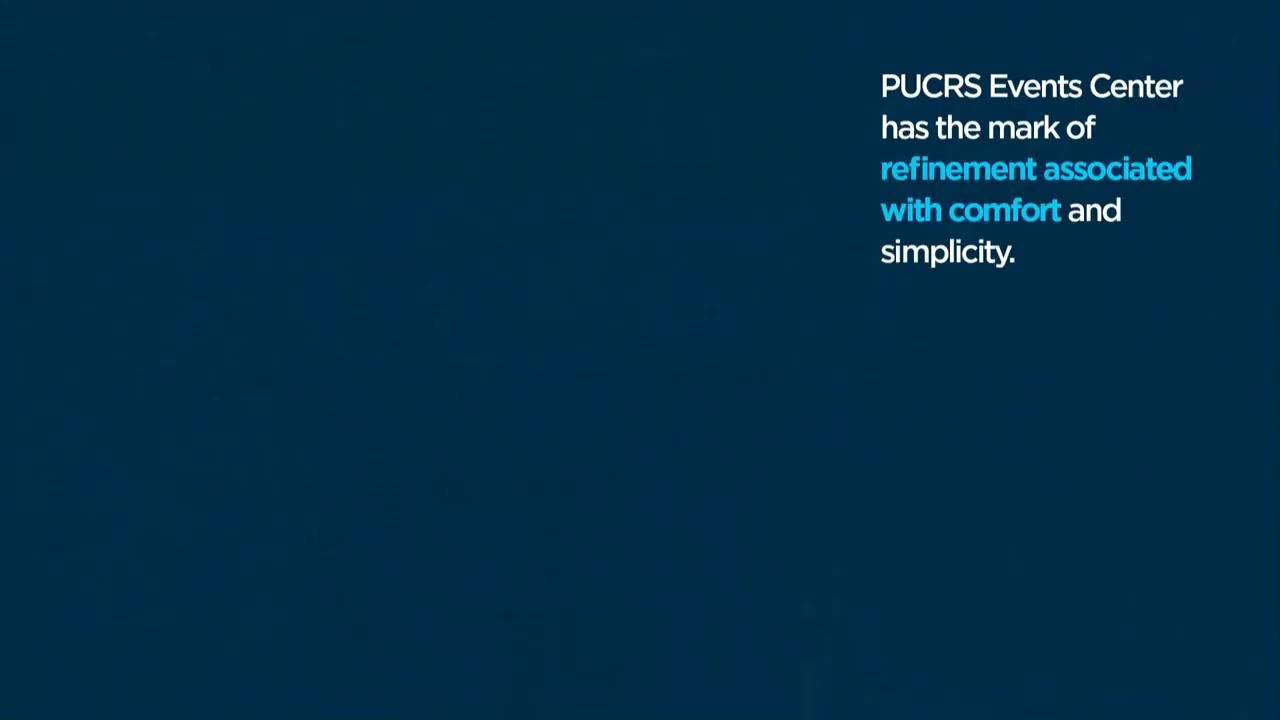 PUCRS Events Center
has the mark of
refinement associated
with comfort and
simplicity.